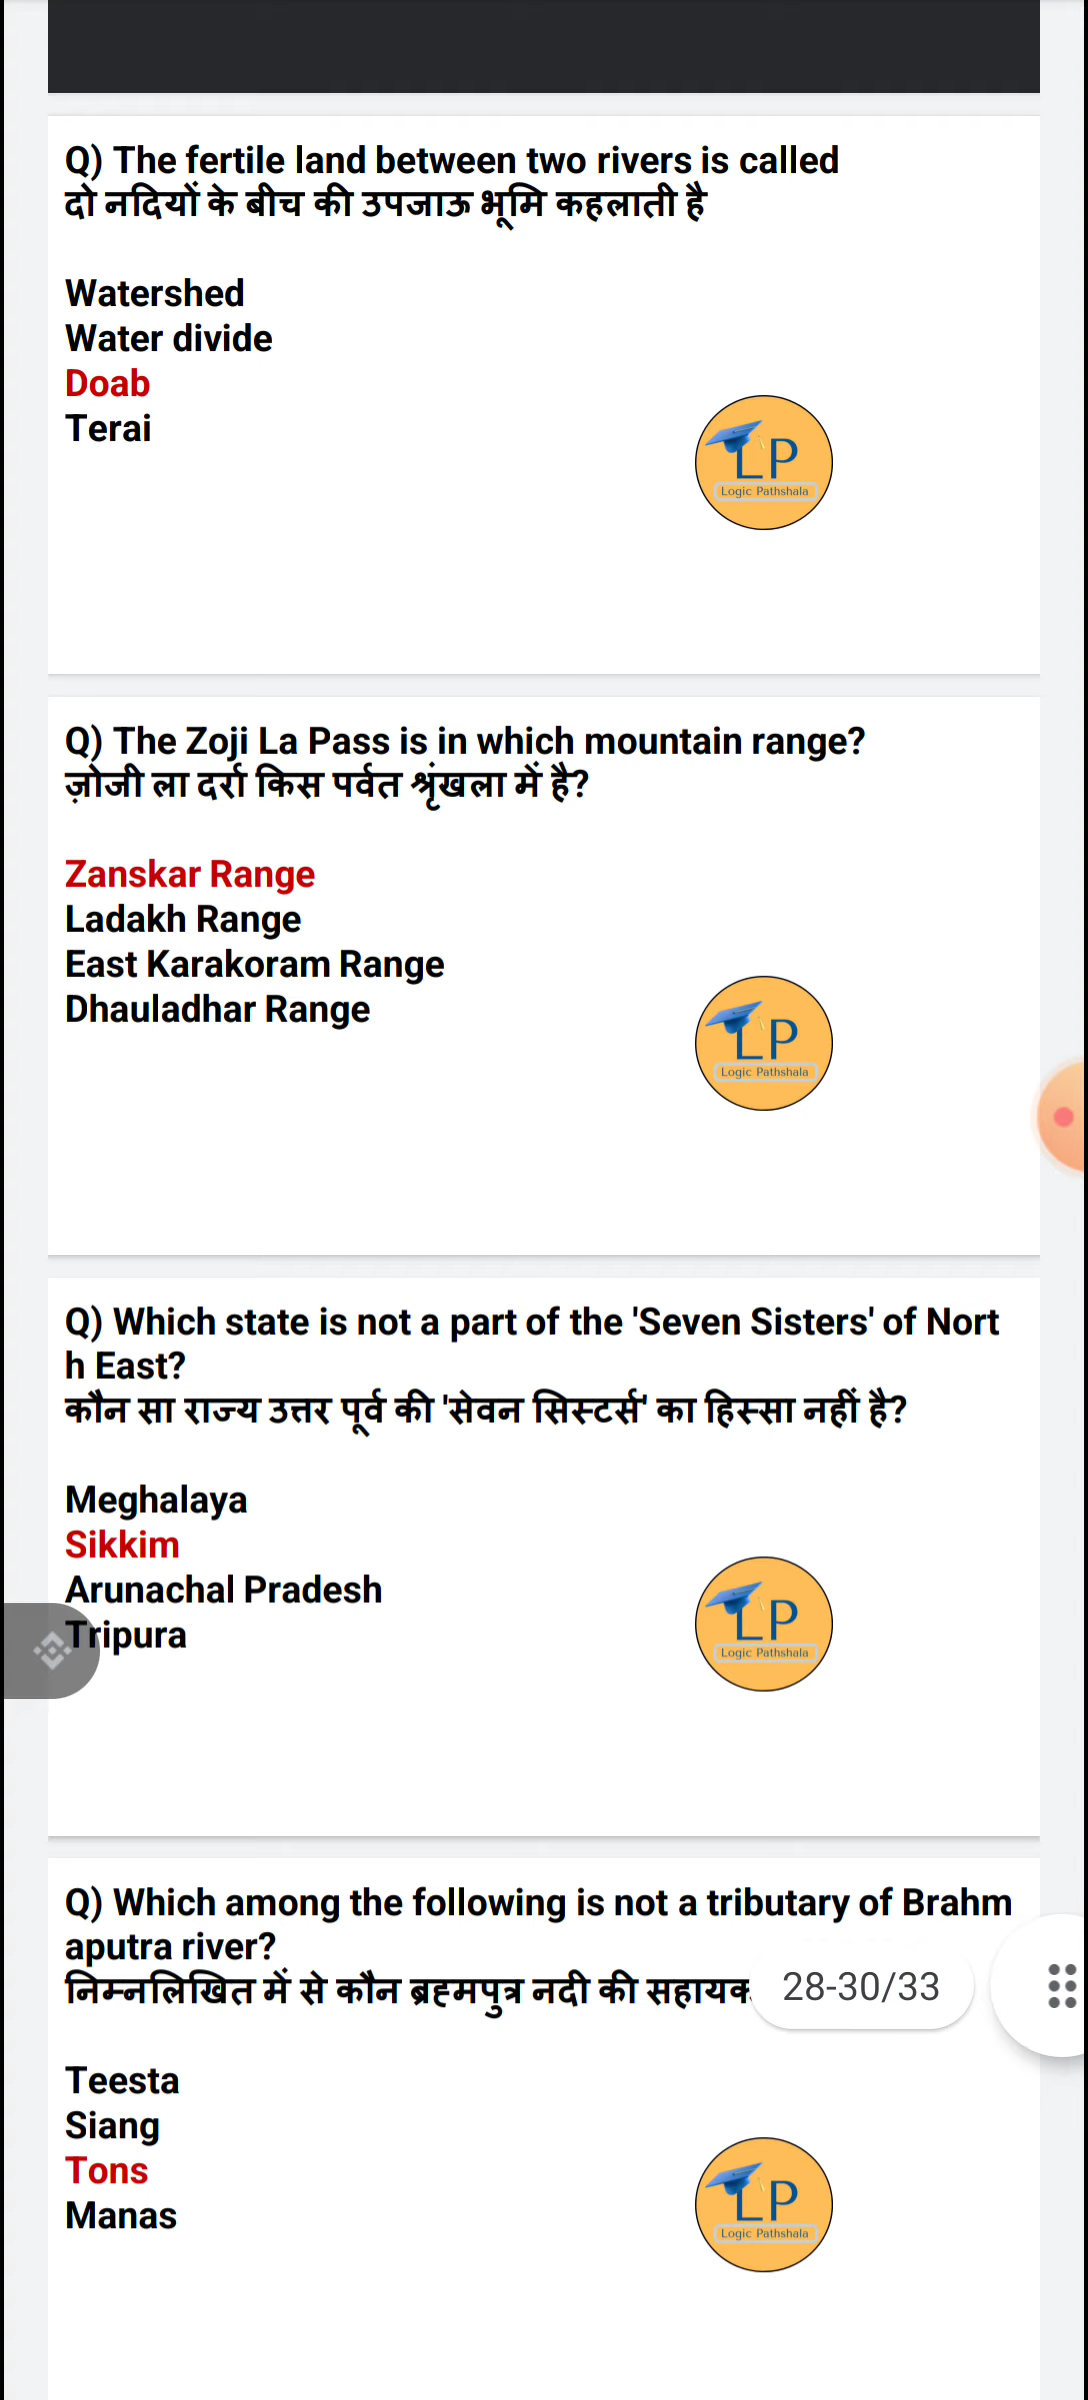 Q) The fertile land between two rivers is called
दो नदियों के बीच की उपजाऊ भूमि कहलाती है
Watershed
Water divide
Doab
Terai
LP
Logic Pathshala
Q) The Zoji La Pass is in which mountain range?
ज़ोजी ला दर्रा किस पर्वत श्रृंखला में है?
Zanskar Range
Ladakh Range
East Karakoram Range
Dhauladhar Range
LP
Logic Pathshala
Q) Which state is not a part of the 'Seven Sisters' of Nort
h East?
कौन सा राज्य उत्तर पूर्व की 'सेवन सिस्टर्स' का हिस्सा नहीं है?
Meghalaya
Sikkim
Arunachal Pradesh
Tripura
LP
Logic Pathshala
Q) Which among the following is not a tributary of Brahm
aputra river?
निम्नलिखित में से कौन ब्रह्मपुत्र नदी की सहायक
28-30/33
Teesta
Siang
Tons
Manas
LP
Logic Pathshala